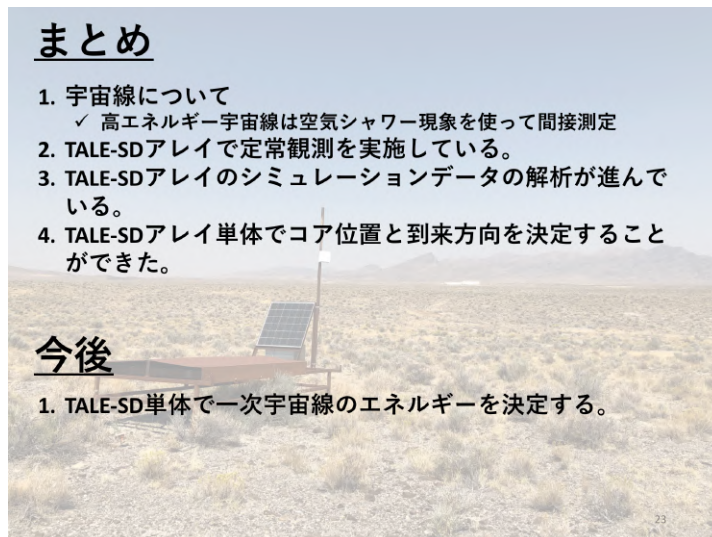 まとめ
1. 宇宙線について
✓ 高エネルギー宇宙線は空気シャワー現象を使って間接測定
2. TALE-SDアレイで定常観測を実施している。
3. TALE-SDアレイのシミュレーションデータの解析が進んで
いる。
4. TALE-SDアレイ単体でコア位置と到来方向を決定すること
ができた。
今後
1. TALE-SD単体で一次宇宙線のエネルギーを決定する。
23